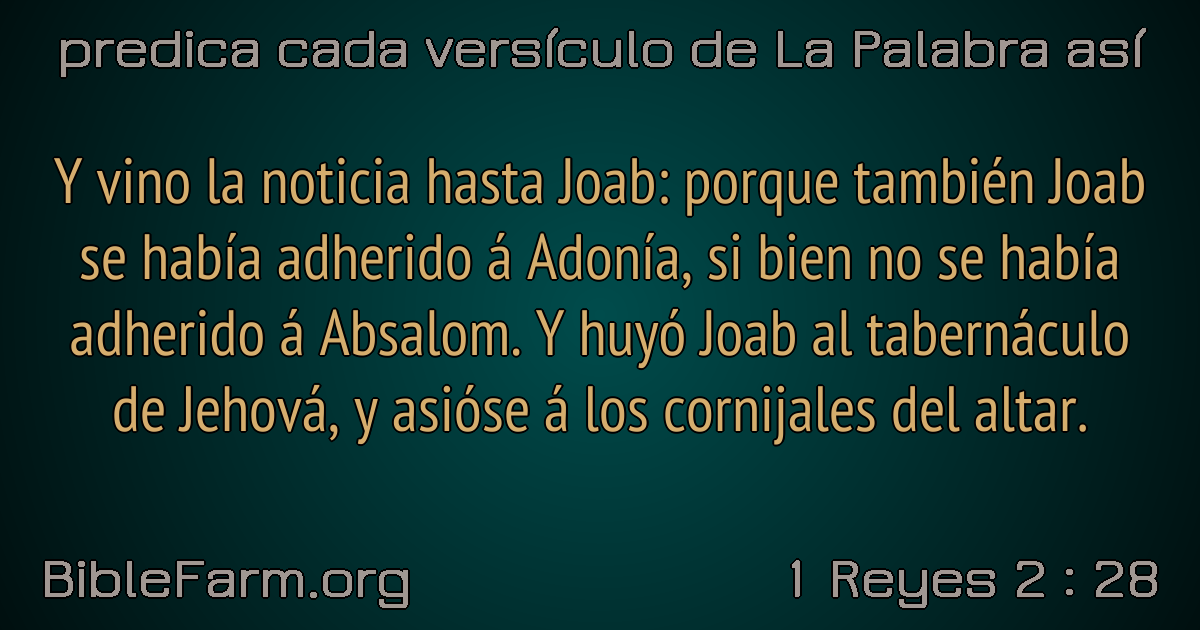 predica cada versículo de La Palabra así
Y vino la noticia hasta Joab: porque también Joab
se había adherido á Adonía, si bien no se había
adherido á Absalom. Y huyó Joab al tabernáculo
de Jehová, y asióse á los cornijales del altar.
BibleFarm.org
1 Reyes 2 : 28